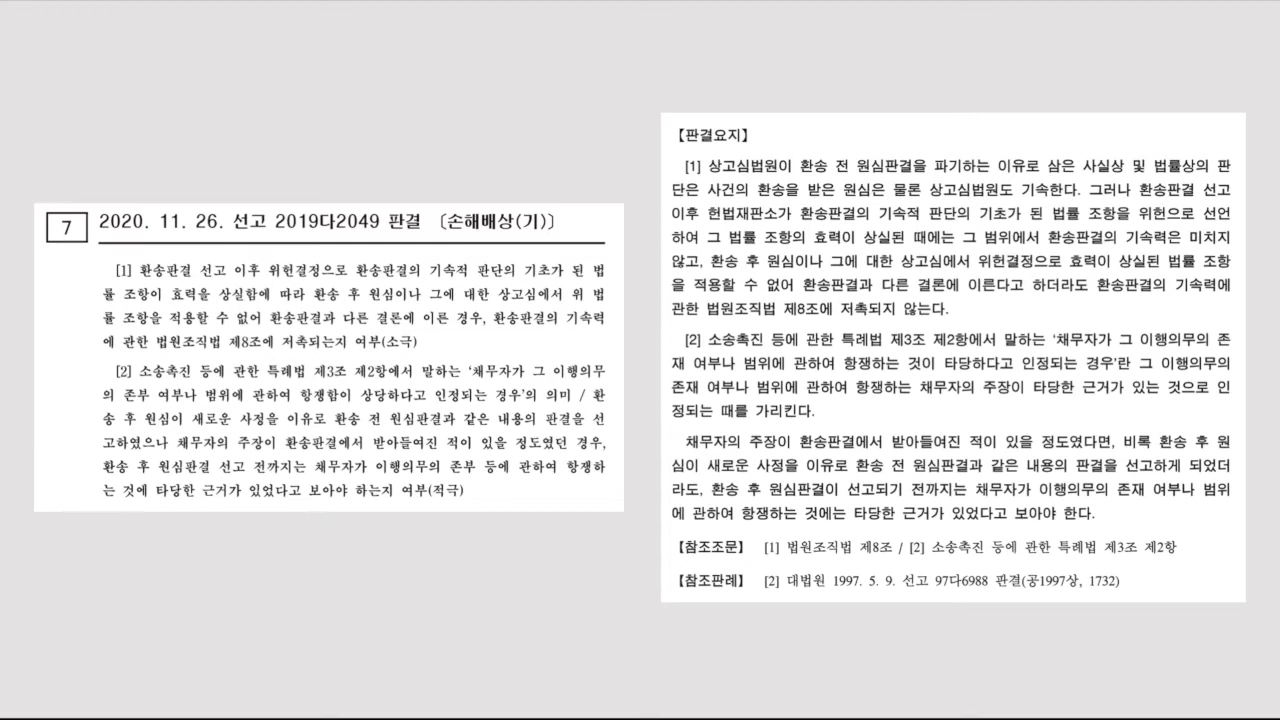 7
2020. 11. 26. 선고 2019다2049 판결 〔손해배상(기)〕
[1] 환송판결 선고 이후 위헌결정으로 환송판결의 기속적 판단의 기초가 된 법
률 조항이 효력을 상실함에 따라 환송 후 원심이나 그에 대한 상고심에서 위 법
률 조항을 적용할 수 없어 환송판결과 다른 결론에 이른 경우, 환송판결의 기속력
에 관한 법원조직법 제8조에 저촉되는지 여부(소극)
[2] 소송촉진 등에 관한 특례법 제3조 제2항에서 말하는 ‘채무자가 그 이행의무
의 존부 여부나 범위에 관하여 항쟁함이 상당하다고 인정되는 경우’의 의미 / 환
송 후 원심이 새로운 사정을 이유로 환송 전 원심판결과 같은 내용의 판결을 선
고하였으나 채무자의 주장이 환송판결에서 받아들여진 적이 있을 정도였던 경우,
환송 후 원심판결 선고 전까지는 채무자가 이행의무의 존부 등에 관하여 항쟁하
는 것에 타당한 근거가 있었다고 보아야 하는지 여부(적극)
【판결요지】
[1] 상고심법원이 환송 전 원심판결을 파기하는 이유로 삼은 사실상 및 법률상의 판
단은 사건의 환송을 받은 원심은 물론 상고심법원도 기속한다. 그러나 환송판결 선고
이후 헌법재판소가 환송판결의 기속적 판단의 기초가 된 법률 조항을 위헌으로 선언
하여 그 법률 조항의 효력이 상실된 때에는 그 범위에서 환송판결의 기속력은 미치지
않고, 환송 후 원심이나 그에 대한 상고심에서 위헌결정으로 효력이 상실된 법률 조항
을 적용할 수 없어 환송판결과 다른 결론에 이른다고 하더라도 환송판결의 기속력에
관한 법원조직법 제8조에 저촉되지 않는다.
[2] 소송촉진 등에 관한 특례법 제3조 제2항에서 말하는 ‘채무자가 그 이행의무의 존
재 여부나 범위에 관하여 항쟁하는 것이 타당하다고 인정되는 경우’란 그 이행의무의
존재 여부나 범위에 관하여 항쟁하는 채무자의 주장이 타당한 근거가 있는 것으로 인
정되는 때를 가리킨다.
채무자의 주장이 환송판결에서 받아들여진 적이 있을 정도였다면, 비록 환송 후 원
심이 새로운 사정을 이유로 환송 전 원심판결과 같은 내용의 판결을 선고하게 되었더
라도, 환송 후 원심판결이 선고되기 전까지는 채무자가 이행의무의 존재 여부나 범위
에 관하여 항쟁하는 것에는 타당한 근거가 있었다고 보아야 한다.
【참조조문】 [1] 법원조직법 제8조 / [2] 소송촉진 등에 관한 특례법 제3조 제2항
【참조판례】 [2] 대법원 1997. 5. 9. 선고 97다6988 판결(공1997상, 1732)